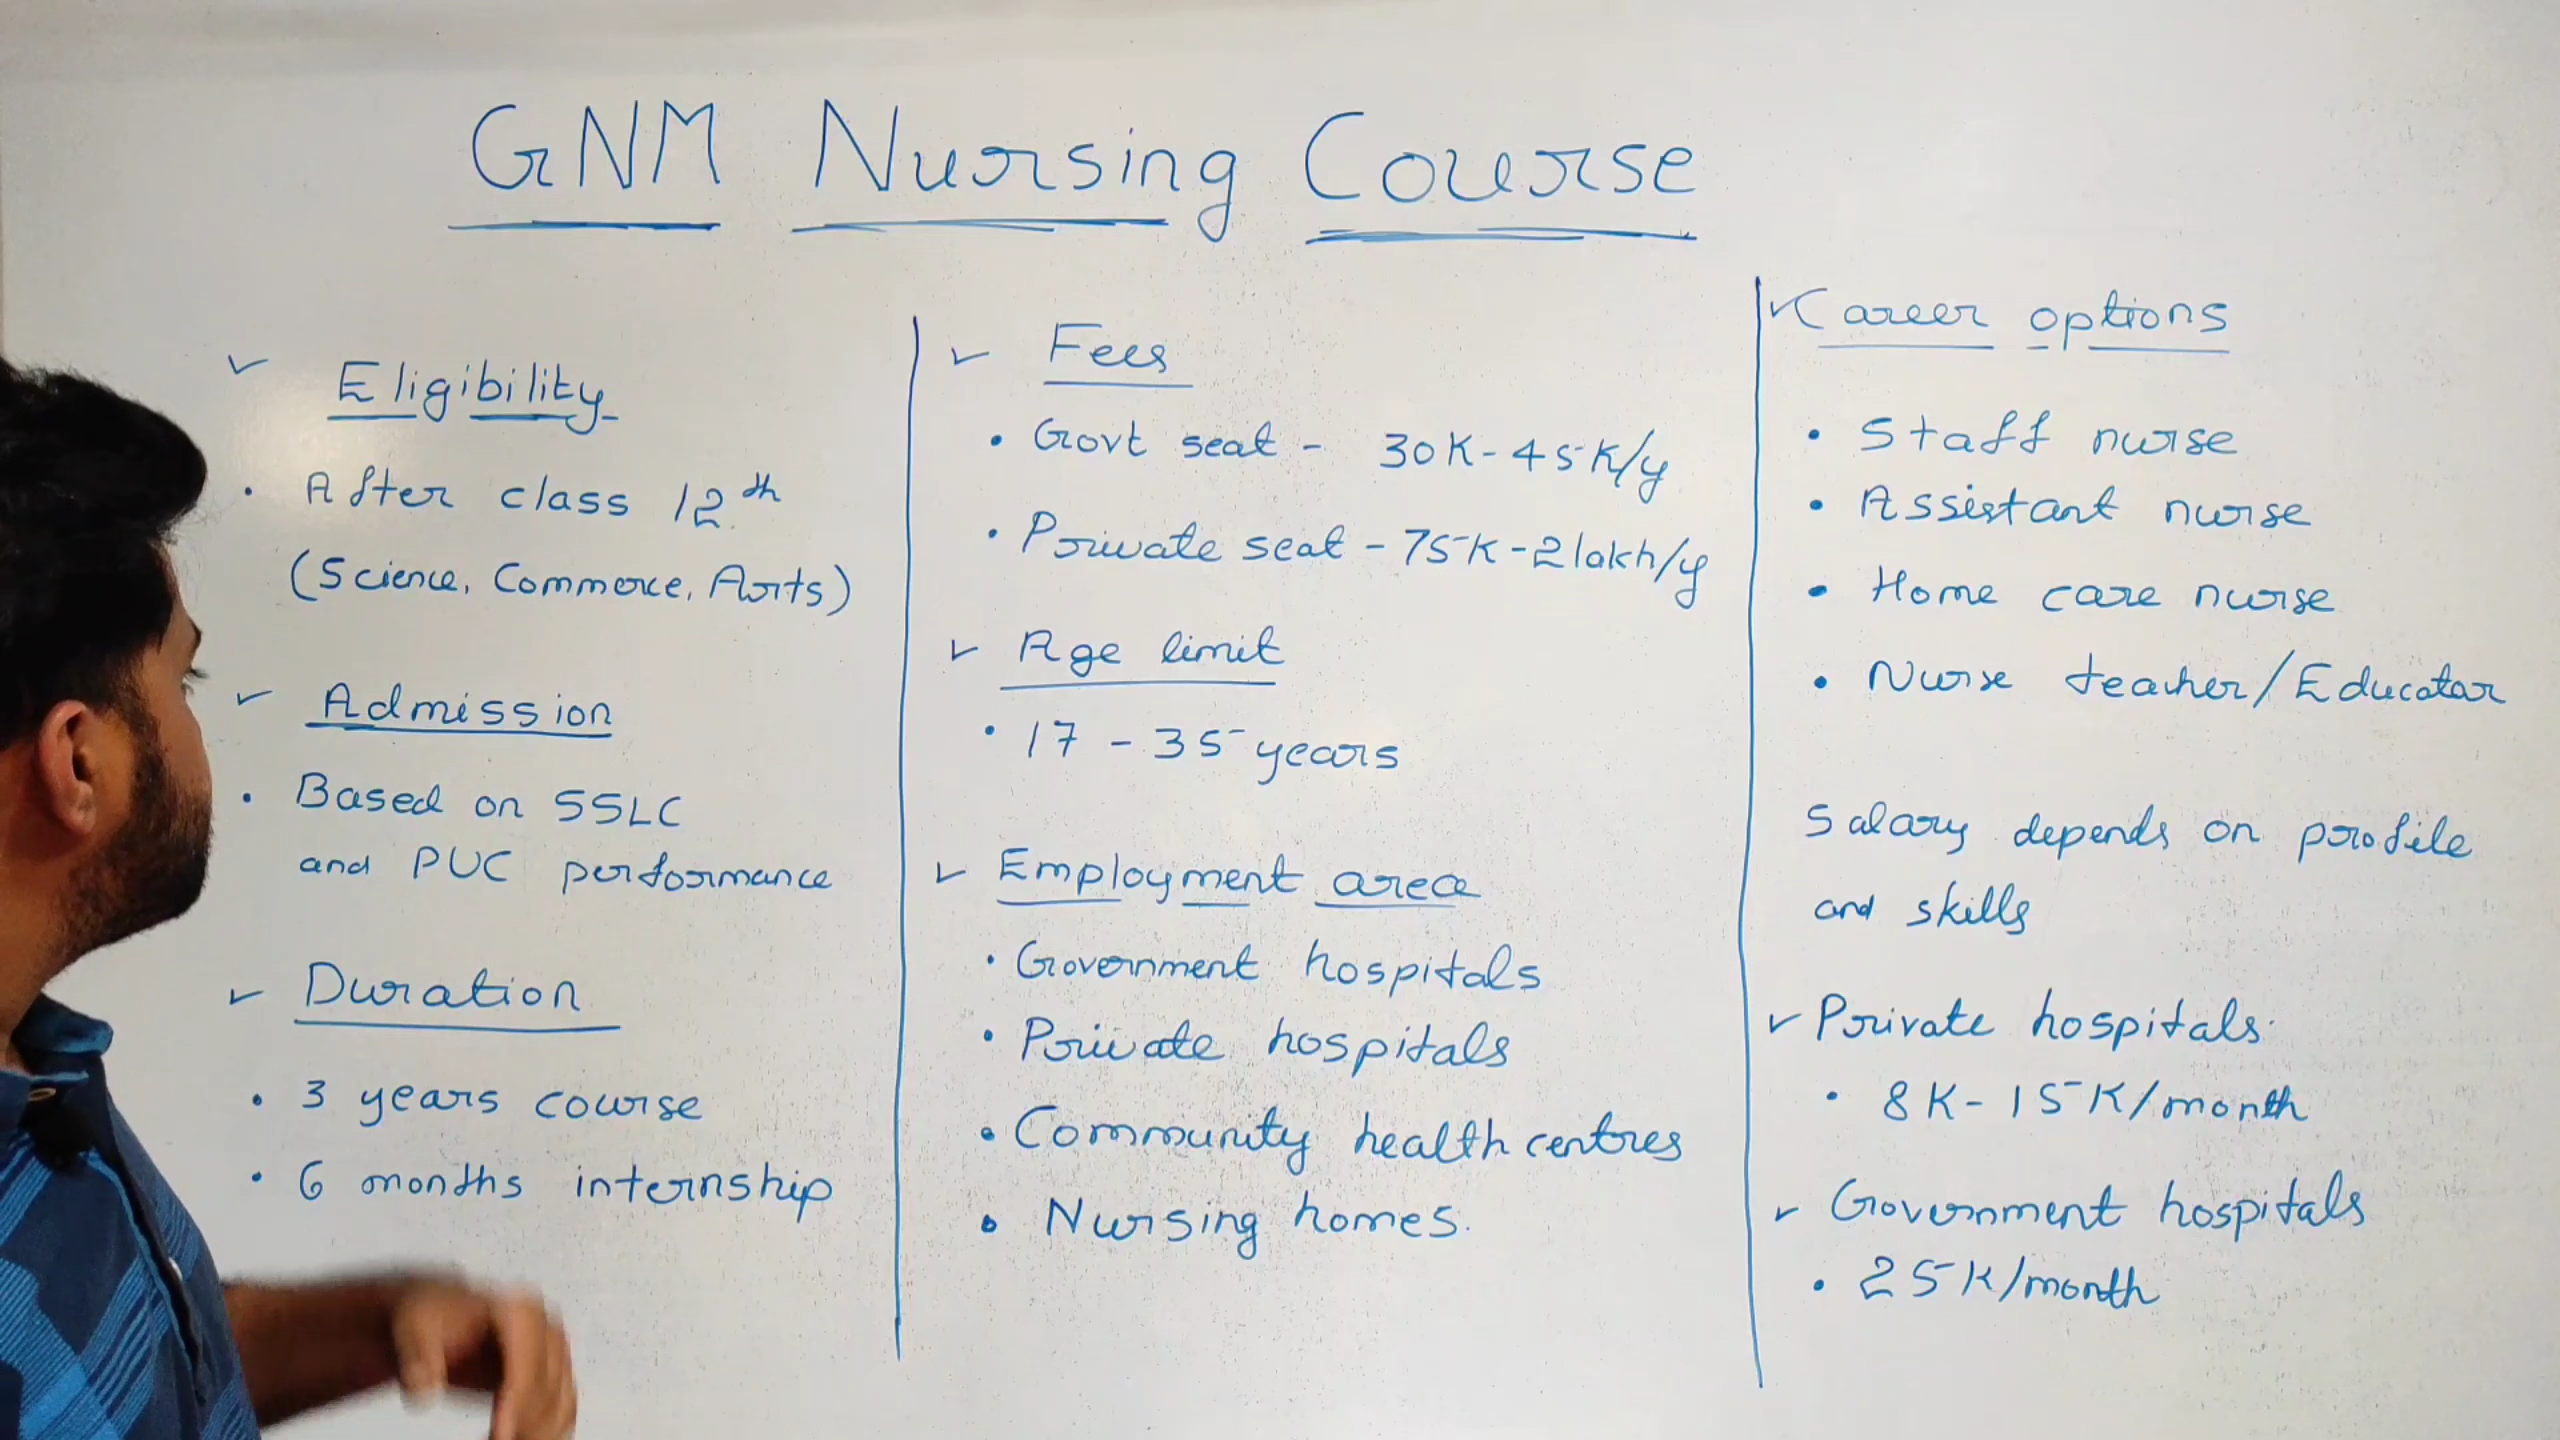 GNM Nursing Course
Eligibility
• After class 12th
(Science, Commerce, Arts)
Admission
• Based on SSLC
and PUC performance
Duration
• 3 years course
• 6 months internship
Fees
• Govt seat - 30K-45K/y
• Private seat - 75K-2lakh/y
Age limit
• 17 - 35 years
Employment area
• Government hospitals
• Private hospitals
• Community health centres
• Nursing homes.
Career options
• Staff nurse
• Assistant nurse
• Home care nurse
• Nurse teacher/Educator
Salary depends on profile
and skills
Private hospitals.
• 8K-15K/month
Government hospitals
• 25K/month